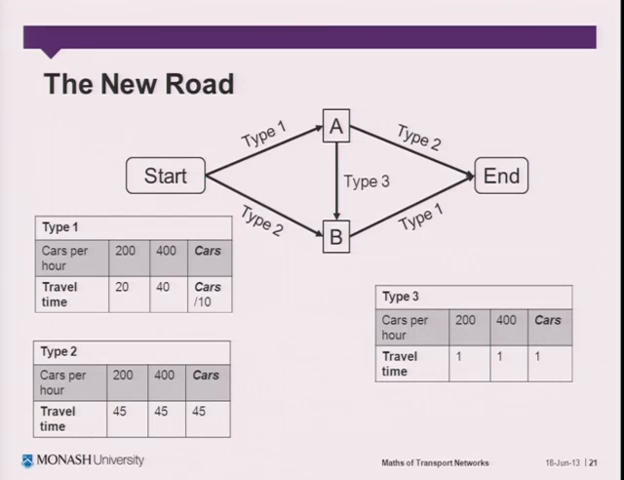 The New Road
Type 1
A
Type 2
Start
Type 3
End
Type 2
B
Type 1
Type 1
Cars per hour 200 400 Cars
Travel time 20 40 Cars /10
Type 3
Cars per hour 200 400 Cars
Travel time 1 1 1
Type 2
Cars per hour 200 400 Cars
Travel time 45 45 45
MONASH University
Maths of Transport Networks
18-Jun-13 | 21